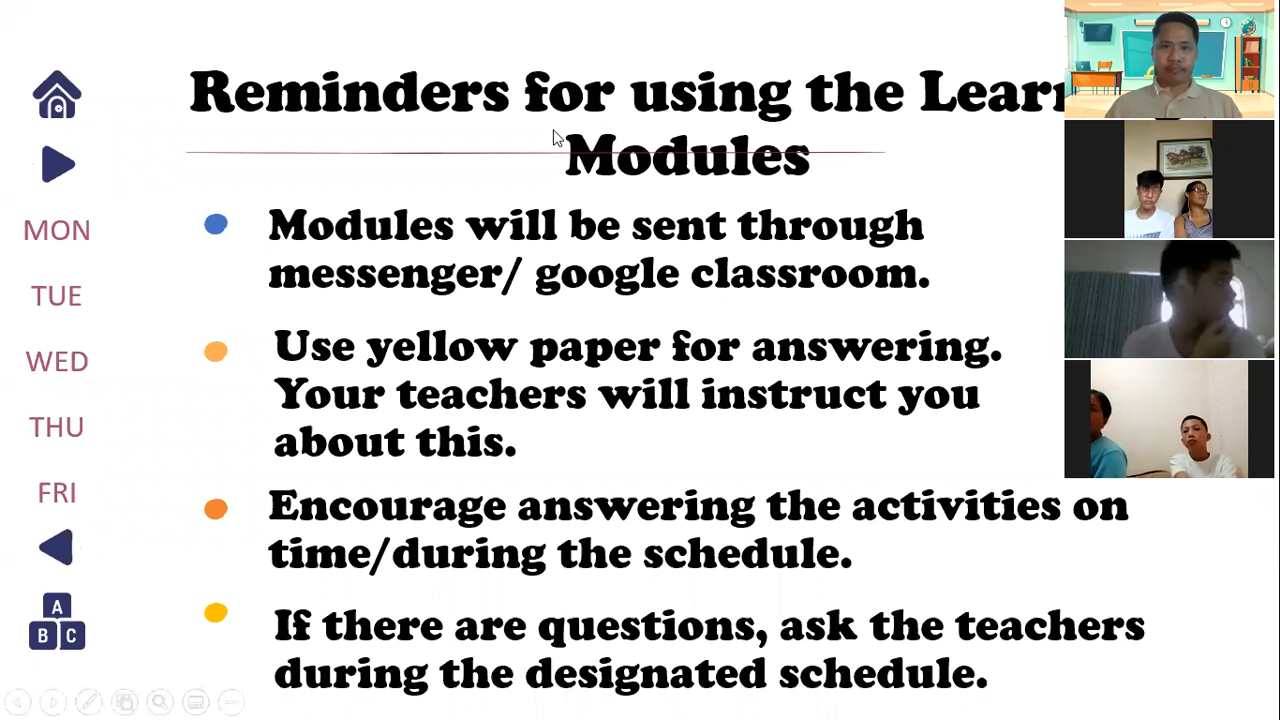 Reminders for using the Lear
Modules
MON
TUE
WED
THU
FRI
A
B C
Modules will be sent through
messenger/ google classroom.
Use yellow paper for answering.
Your teachers will instruct you
about this.
Encourage answering the activities on
time/during the schedule.
If there are questions, ask the teachers
during the designated schedule.